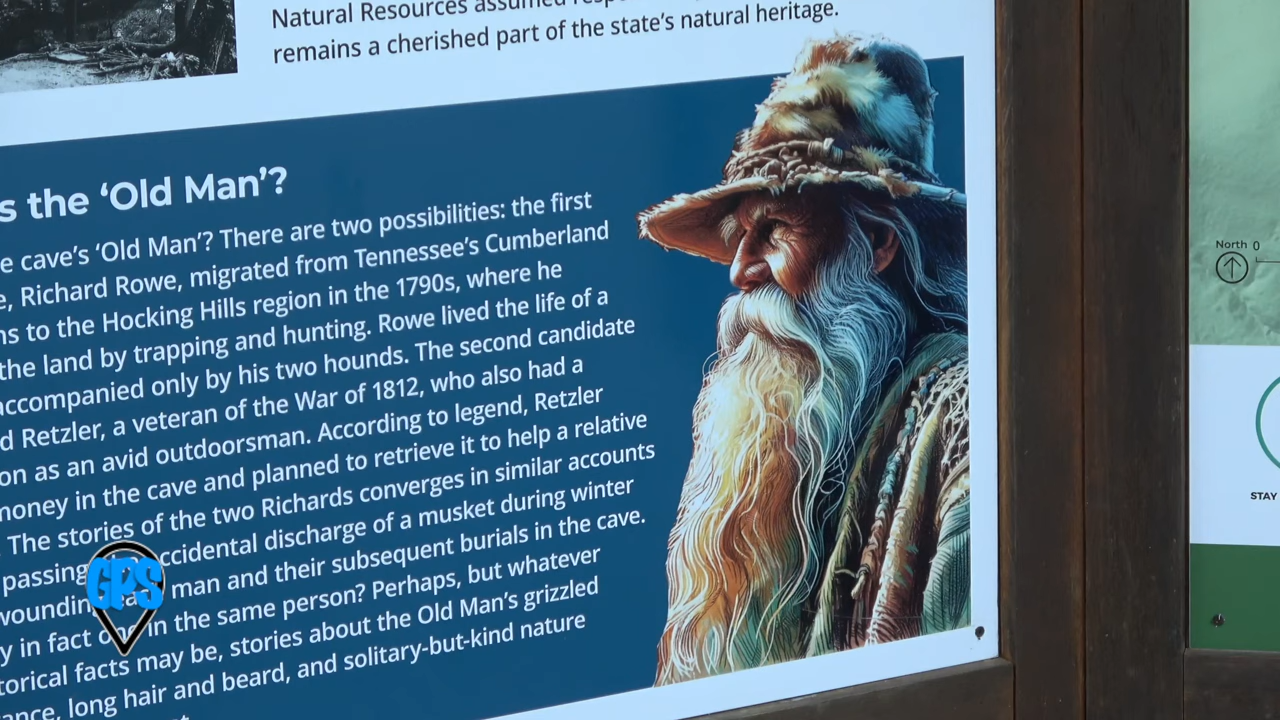 Natural Resources assumed
remains a cherished part of the state's natural heritage.
s the 'Old Man'?
e cave's 'Old Man'? There are two possibilities: the first
e, Richard Rowe, migrated from Tennessee's Cumberland
ns to the Hocking Hills region in the 1790s, where he
the land by trapping and hunting. Rowe lived the life of a
accompanied only by his two hounds. The second candidate
d Retzler, a veteran of the War of 1812, who also had a
on as an avid outdoorsman. According to legend, Retzler
money in the cave and planned to retrieve it to help a relative
. The stories of the two Richards converges in similar accounts
passing ccidental discharge of a musket during winter
woundin man and their subsequent burials in the cave.
y in fact in the same person? Perhaps, but whatever
torical facts may be, stories about the Old Man's grizzled
ance, long hair and beard, and solitary-but-kind nature
GPS
North 0
STAY